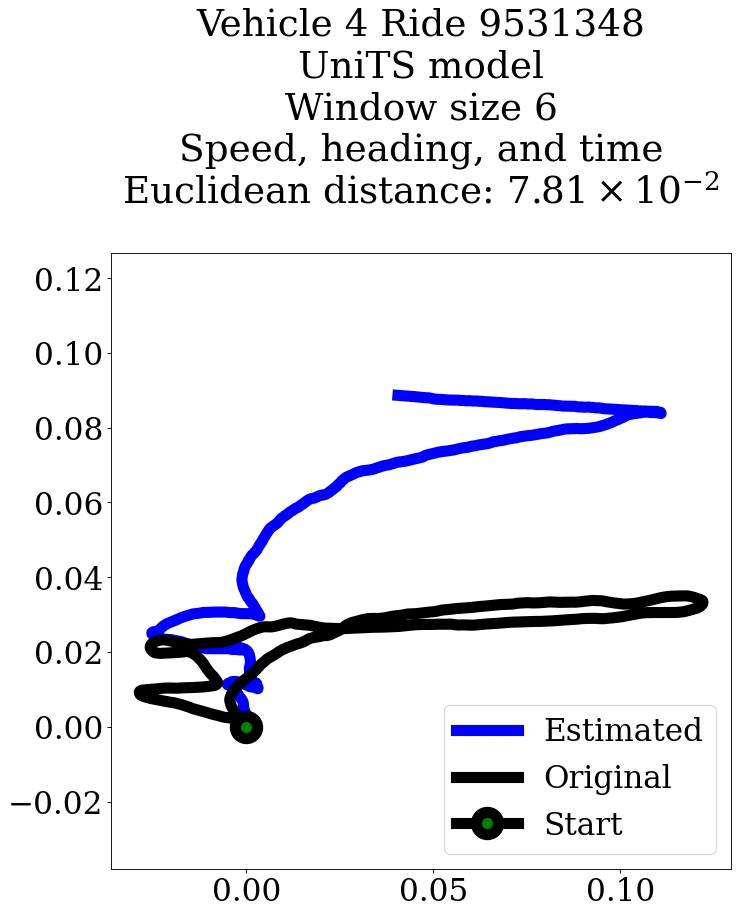 Vehicle 4 Ride 9531348
UniTS model
Window size 6
Speed, heading, and time
Euclidean distance: 7.81 × 10⁻²
0.12
0.10
0.08
0.06
0.04
0.02
0.00
−0.02
Estimated
Original
Start
0.00 0.05 0.10